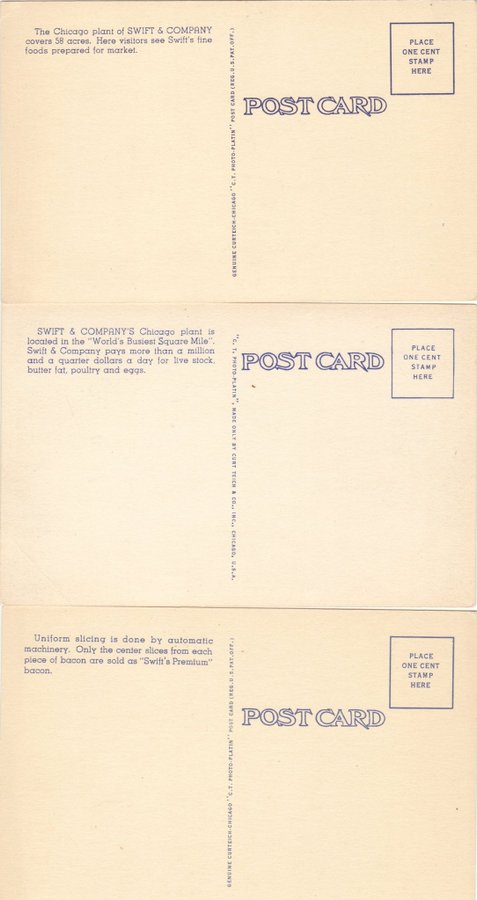 The Chicago plant of SWIFT & COMPANY
covers 58 acres. Here visitors see Swift's fine
foods prepared for market.
GENUINE CURTEICH-CHICAGO "C.T. PHOTO-PLATIN" POST CARD (REG. U.S. PAT. OFF.)
POST CARD
PLACE
ONE CENT
STAMP
HERE
SWIFT & COMPANY'S Chicago plant is
located in the "World's Busiest Square Mile".
Swift & Company pays more than a million
and a quarter dollars a day for live stock,
butter fat, poultry and eggs.
"C. T. PHOTO-PLATIN", MADE ONLY BY CURT TEICH & CO., INC., CHICAGO, U.S.A.
POST CARD
PLACE
ONE CENT
STAMP
HERE
Uniform slicing is done by automatic
machinery. Only the center slices from each
piece of bacon are sold as "Swift's Premium"
bacon.
GENUINE CURTEICH-CHICAGO "C.T. PHOTO-PLATIN" POST CARD (REG. U.S. PAT. OFF.)
POST CARD
PLACE
ONE CENT
STAMP
HERE